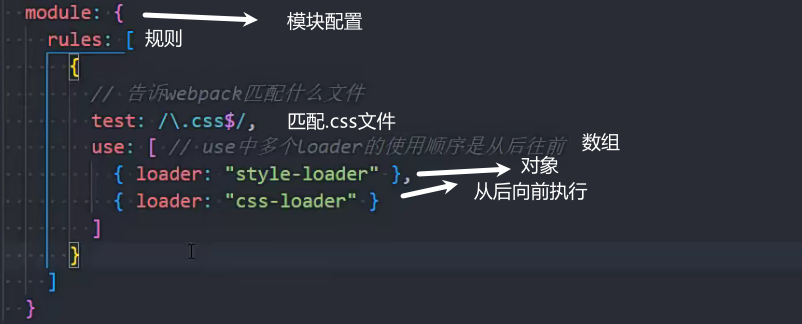 module: { 模块配置
rules: [ 规则
{
// 告诉webpack匹配什么文件
test: /\.css$/, 匹配.css文件
use: [ // use中多个loader的使用顺序是从后往前 数组
{ loader: "style-loader" }, 对象
{ loader: "css-loader" } 从后向前执行
]
}
]
}